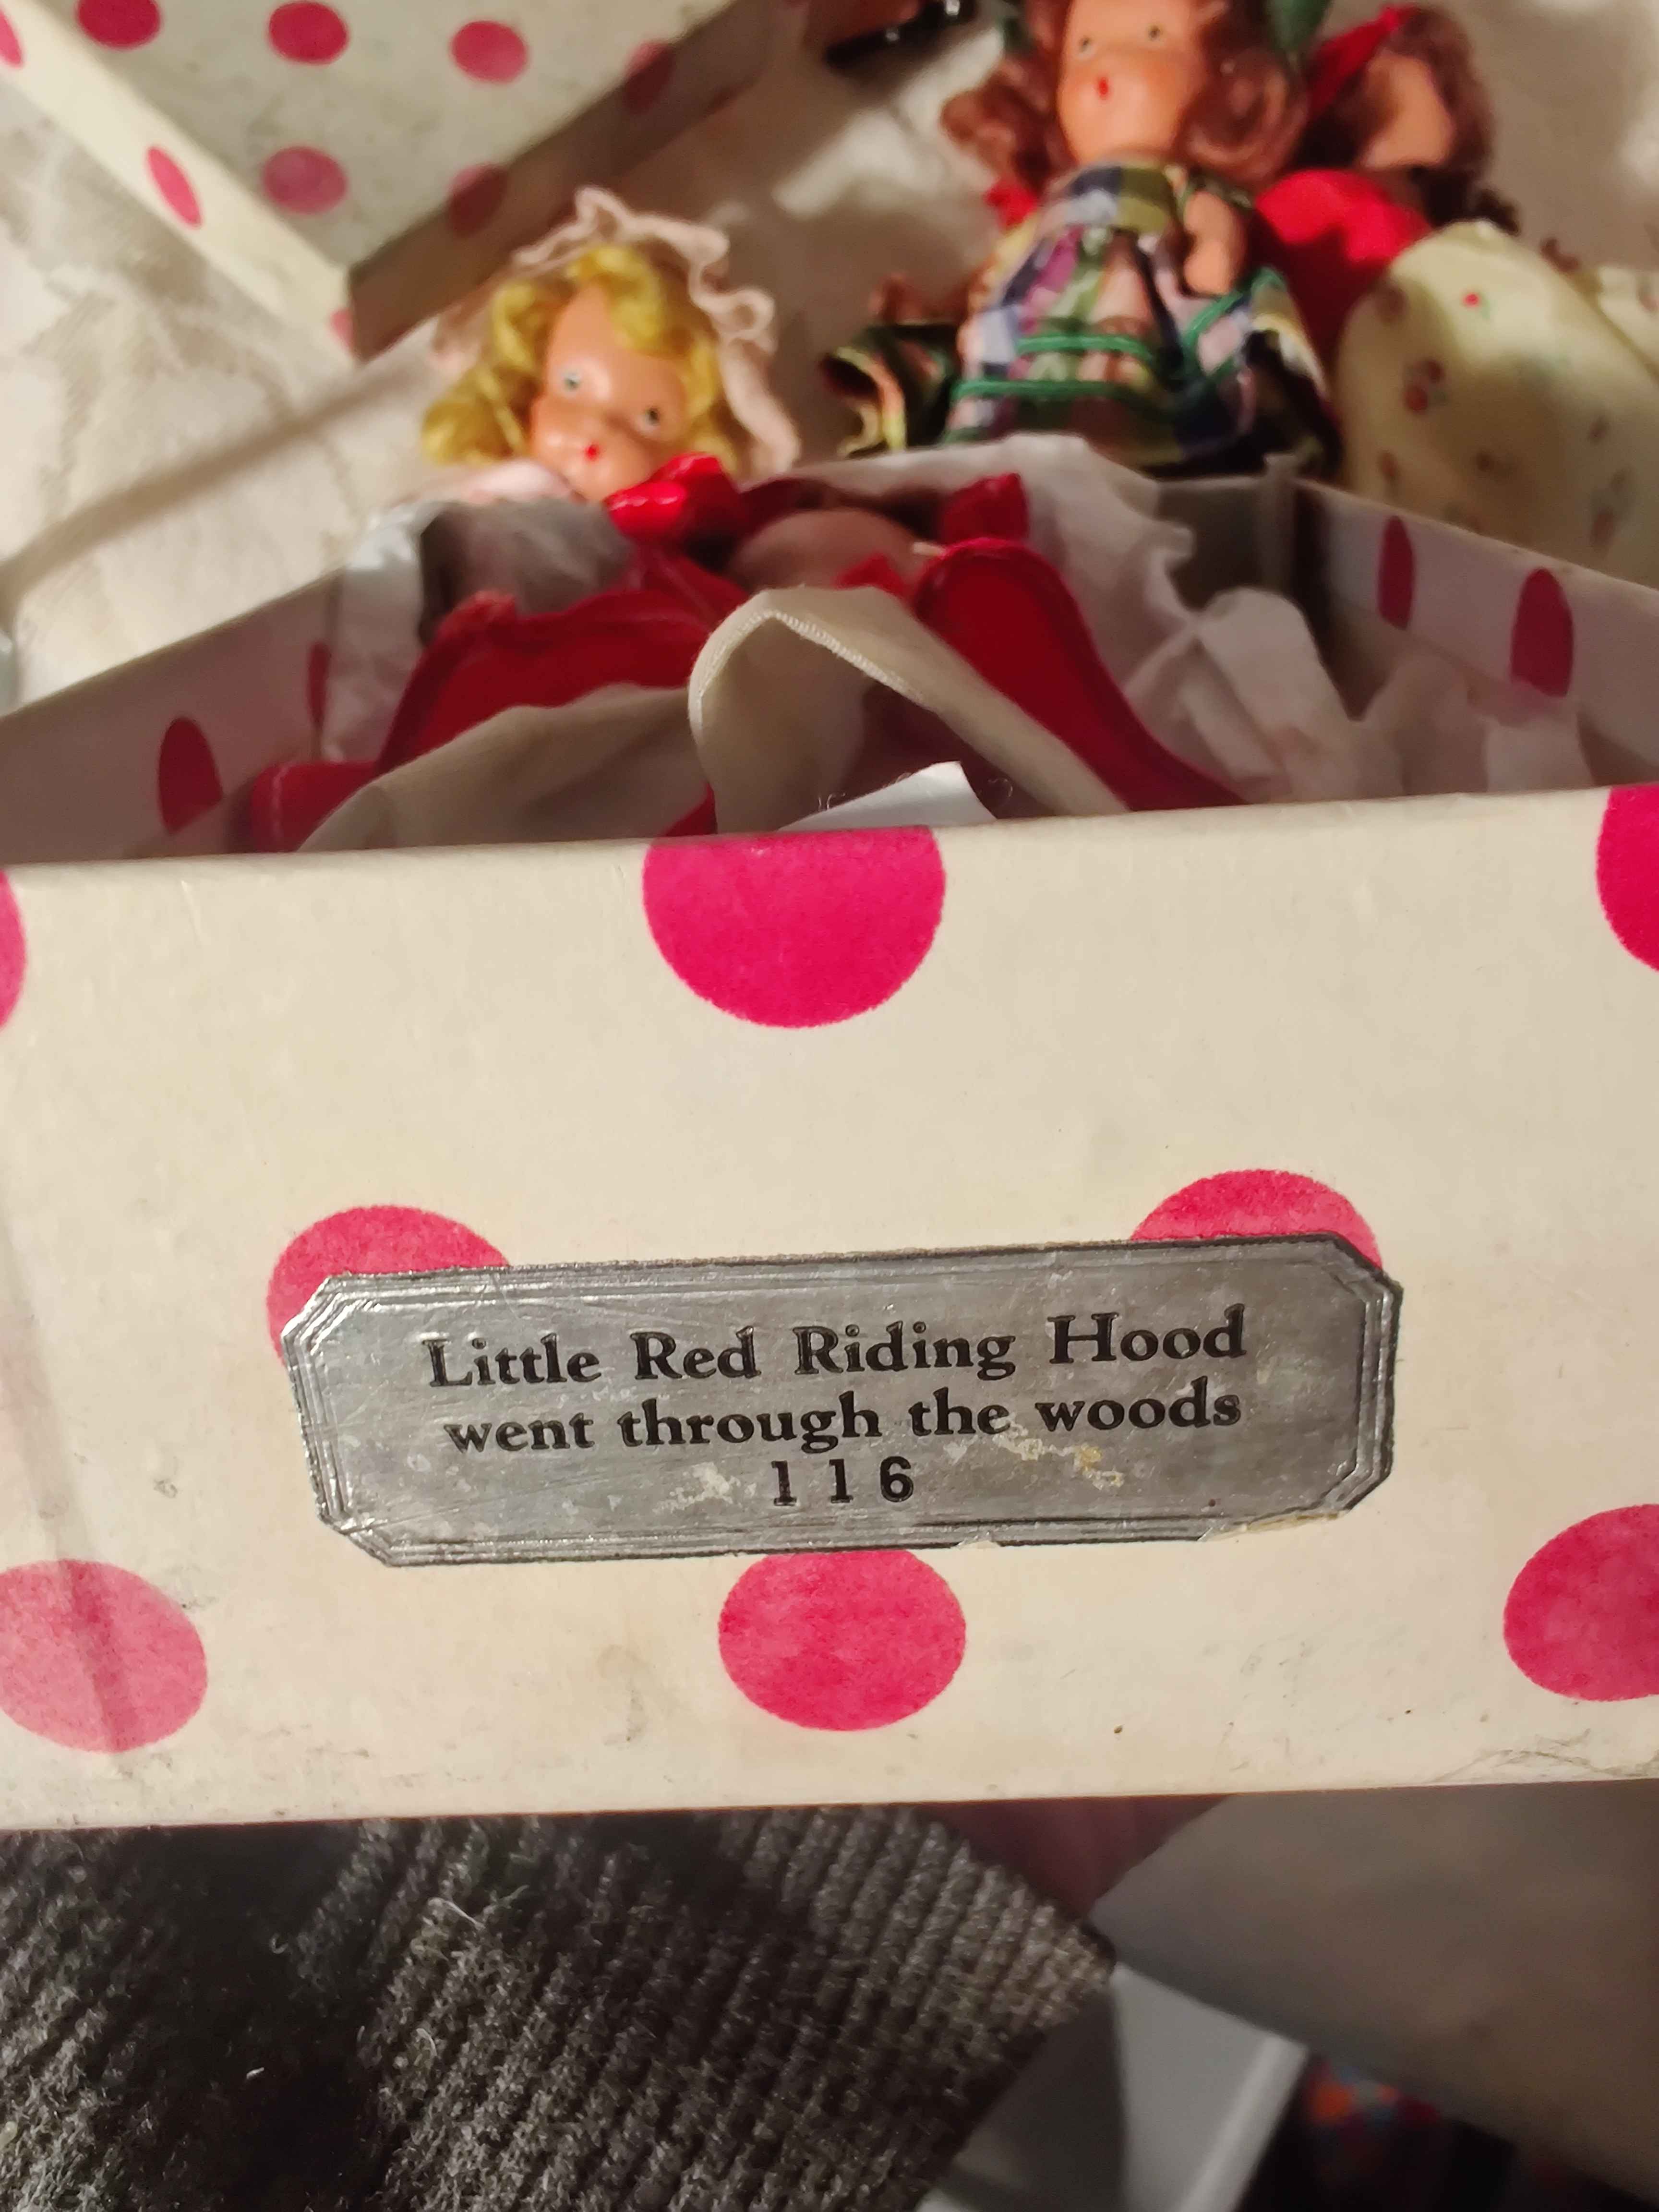 Little Red Riding Hood
went through the woods
116